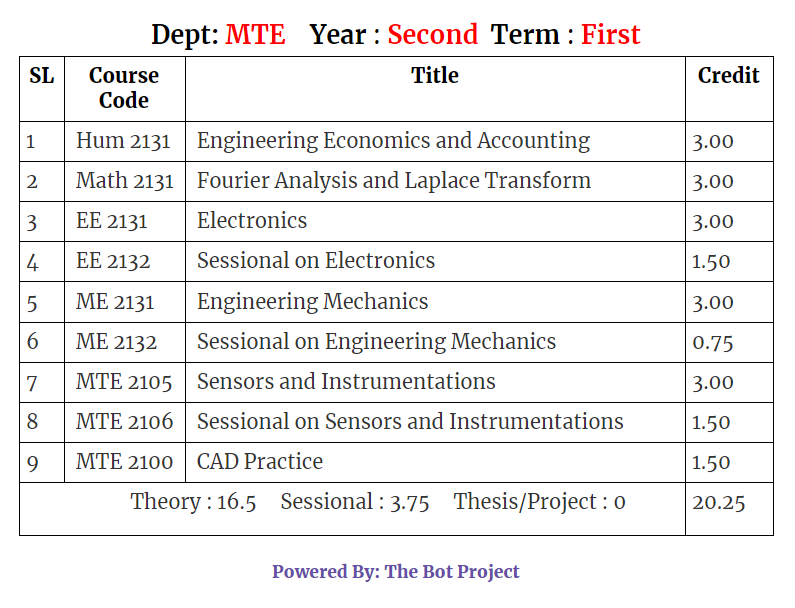 Dept: MTE Year : Second Term : First
SL Course Code Title Credit
1 Hum 2131 Engineering Economics and Accounting 3.00
2 Math 2131 Fourier Analysis and Laplace Transform 3.00
3 EE 2131 Electronics 3.00
4 EE 2132 Sessional on Electronics 1.50
5 ME 2131 Engineering Mechanics 3.00
6 ME 2132 Sessional on Engineering Mechanics 0.75
7 MTE 2105 Sensors and Instrumentations 3.00
8 MTE 2106 Sessional on Sensors and Instrumentations 1.50
9 MTE 2100 CAD Practice 1.50
Theory : 16.5 Sessional : 3.75 Thesis/Project : 0 20.25
Powered By: The Bot Project